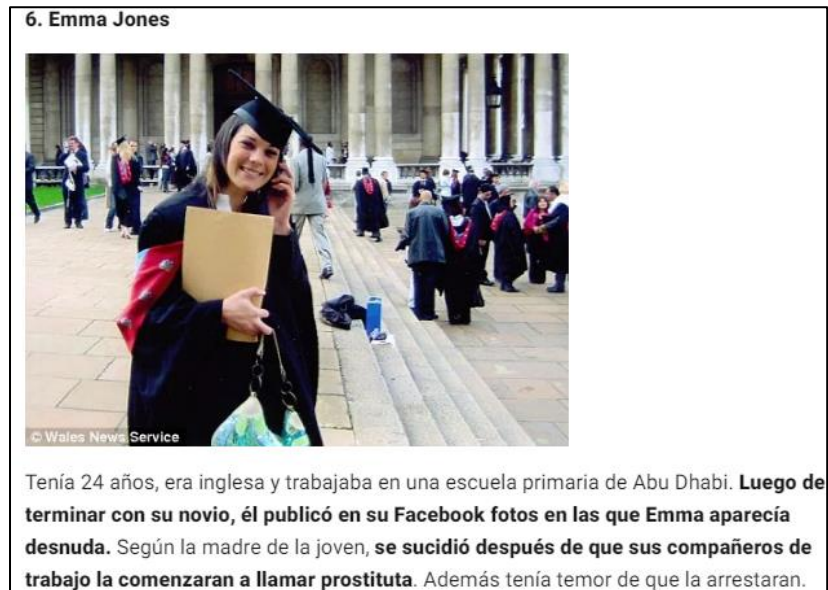 6. Emma Jones
© Wales News Service
Tenía 24 años, era inglesa y trabajaba en una escuela primaria de Abu Dhabi. Luego de
terminar con su novio, él publicó en su Facebook fotos en las que Emma aparecía
desnuda. Según la madre de la joven, se sucidió después de que sus compañeros de
trabajo la comenzaran a llamar prostituta. Además tenía temor de que la arrestaran.